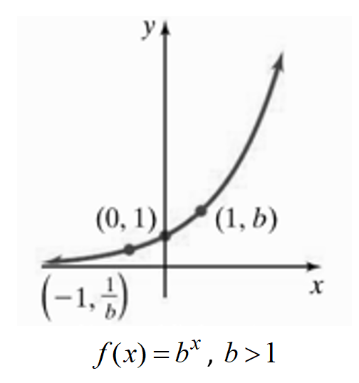 y
(0, 1)
(1, b)
x
(−1, 1/b)
f(x) = b^x , b > 1